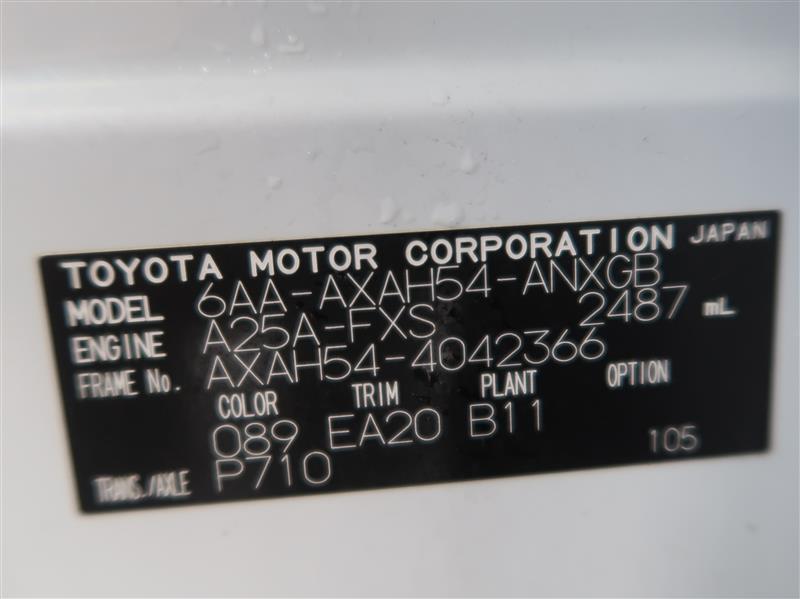 TOYOTA MOTOR CORPORATION JAPAN
MODEL 6AA-AXAH54-ANXGB
ENGINE A25A-FXS 2487 mL
FRAME No. AXAH54-4042366
COLOR TRIM PLANT OPTION
089 EA20 B11
TRANS./AXLE P710 105